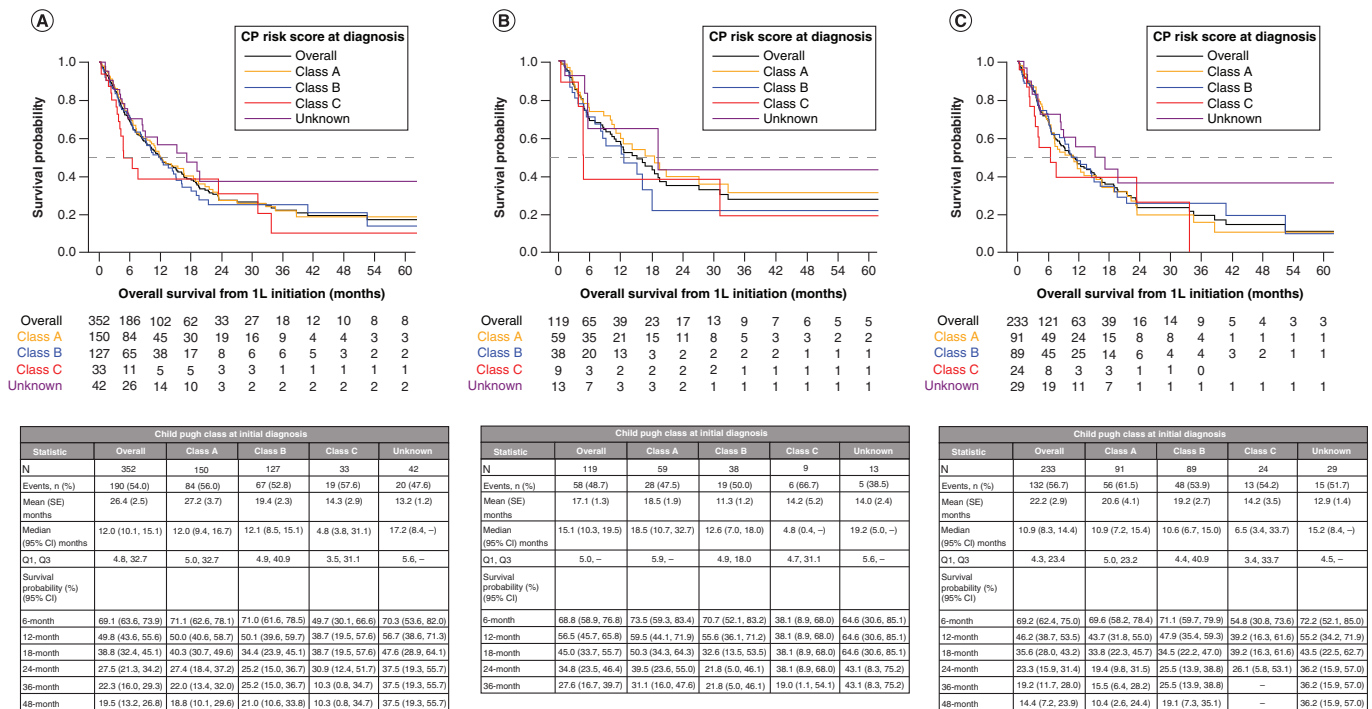 A
CP risk score at diagnosis
Overall
Class A
Class B
Class C
Unknown
Survival probability
1.0
0.8
0.6
0.4
0.2
0.0
0 6 12 18 24 30 36 42 48 54 60
Overall survival from 1L initiation (months)
Overall 352 186 102 62 33 27 18 12 10 8 8
Class A 150 84 45 30 19 16 9 4 4 3 3
Class B 127 65 38 17 8 6 6 5 3 2 2
Class C 33 11 5 5 3 3 1 1 1 1 1
Unknown 42 26 14 10 3 2 2 2 2 2 2
Child pugh class at initial diagnosis
Statistic Overall Class A Class B Class C Unknown
N 352 150 127 33 42
Events, n (%) 190 (54.0) 84 (56.0) 67 (52.8) 19 (57.6) 20 (47.6)
Mean (SE) months 26.4 (2.5) 27.2 (3.7) 19.4 (2.3) 14.3 (2.9) 13.2 (1.2)
Median (95% CI) months 12.0 (10.1, 15.1) 12.0 (9.4, 16.7) 12.1 (8.5, 15.1) 4.8 (3.8, 31.1) 17.2 (8.4, –)
Q1, Q3 4.8, 32.7 5.0, 32.7 4.9, 40.9 3.5, 31.1 5.6, –
Survival probability (%) (95% CI)
6-month 69.1 (63.6, 73.9) 71.1 (62.6, 78.1) 71.0 (61.6, 78.5) 49.7 (30.1, 66.6) 70.3 (53.6, 82.0)
12-month 49.8 (43.6, 55.6) 50.0 (40.6, 58.7) 50.1 (39.6, 59.7) 38.7 (19.5, 57.6) 56.7 (38.6, 71.3)
18-month 38.8 (32.4, 45.1) 40.3 (30.7, 49.6) 34.4 (23.9, 45.1) 38.7 (19.5, 57.6) 47.6 (28.9, 64.1)
24-month 27.5 (21.3, 34.2) 27.4 (18.4, 37.2) 25.2 (15.0, 36.7) 30.9 (12.4, 51.7) 37.5 (19.3, 55.7)
36-month 22.3 (16.0, 29.3) 22.0 (13.4, 32.0) 25.2 (15.0, 36.7) 10.3 (0.8, 34.7) 37.5 (19.3, 55.7)
48-month 19.5 (13.2, 26.8) 18.8 (10.1, 29.6) 21.0 (10.6, 33.8) 10.3 (0.8, 34.7) 37.5 (19.3, 55.7)
B
CP risk score at diagnosis
Overall
Class A
Class B
Class C
Unknown
Survival probability
1.0
0.8
0.6
0.4
0.2
0.0
0 6 12 18 24 30 36 42 48 54 60
Overall survival from 1L initiation (months)
Overall 119 65 39 23 17 13 9 7 6 5 5
Class A 59 35 21 15 11 8 5 3 3 2 2
Class B 38 20 13 3 2 2 2 2 1 1 1
Class C 9 3 2 2 2 2 1 1 1 1 1
Unknown 13 7 3 3 2 1 1 1 1 1 1
Child pugh class at initial diagnosis
Statistic Overall Class A Class B Class C Unknown
N 119 59 38 9 13
Events, n (%) 58 (48.7) 28 (47.5) 19 (50.0) 6 (66.7) 5 (38.5)
Mean (SE) months 17.1 (1.3) 18.5 (1.9) 11.3 (1.2) 14.2 (5.2) 14.0 (2.4)
Median (95% CI) months 15.1 (10.3, 19.5) 18.5 (10.7, 32.7) 12.6 (7.0, 18.0) 4.8 (0.4, –) 19.2 (5.0, –)
Q1, Q3 5.0, – 5.9, – 4.9, 18.0 4.7, 31.1 5.6, –
Survival probability (%) (95% CI)
6-month 68.8 (58.9, 76.8) 73.5 (59.3, 83.4) 70.7 (52.1, 83.2) 38.1 (8.9, 68.0) 64.6 (30.6, 85.1)
12-month 56.5 (45.7, 65.8) 59.5 (44.1, 71.9) 55.6 (36.1, 71.2) 38.1 (8.9, 68.0) 64.6 (30.6, 85.1)
18-month 45.0 (33.7, 55.7) 50.3 (34.3, 64.3) 32.6 (13.5, 53.5) 38.1 (8.9, 68.0) 64.6 (30.6, 85.1)
24-month 34.8 (23.5, 46.4) 39.5 (23.6, 55.0) 21.8 (5.0, 46.1) 38.1 (8.9, 68.0) 43.1 (8.3, 75.2)
36-month 27.6 (16.7, 39.7) 31.1 (16.0, 47.6) 21.8 (5.0, 46.1) 19.0 (1.1, 54.1) 43.1 (8.3, 75.2)
C
CP risk score at diagnosis
Overall
Class A
Class B
Class C
Unknown
Survival probability
1.0
0.8
0.6
0.4
0.2
0.0
0 6 12 18 24 30 36 42 48 54 60
Overall survival from 1L initiation (months)
Overall 233 121 63 39 16 14 9 5 4 3 3
Class A 91 49 24 15 8 8 4 1 1 1 1
Class B 89 45 25 14 6 4 4 3 2 1 1
Class C 24 8 3 3 1 1 0
Unknown 29 19 11 7 1 1 1 1 1 1 1
Child pugh class at initial diagnosis
Statistic Overall Class A Class B Class C Unknown
N 233 91 89 24 29
Events, n (%) 132 (56.7) 56 (61.5) 48 (53.9) 13 (54.2) 15 (51.7)
Mean (SE) months 22.2 (2.9) 20.6 (4.1) 19.2 (2.7) 14.2 (3.5) 12.9 (1.4)
Median (95% CI) months 10.9 (8.3, 14.4) 10.9 (7.2, 15.4) 10.6 (6.7, 15.0) 6.5 (3.4, 33.7) 15.2 (8.4, –)
Q1, Q3 4.3, 23.4 5.0, 23.2 4.4, 40.9 3.4, 33.7 4.5, –
Survival probability (%) (95% CI)
6-month 69.2 (62.4, 75.0) 69.6 (58.2, 78.4) 71.1 (59.7, 79.9) 54.8 (30.8, 73.6) 72.2 (52.1, 85.0)
12-month 46.2 (38.7, 53.5) 43.7 (31.8, 55.0) 47.9 (35.4, 59.3) 39.2 (16.3, 61.6) 55.2 (34.2, 71.9)
18-month 35.6 (28.0, 43.2) 33.8 (22.3, 45.7) 34.5 (22.2, 47.0) 39.2 (16.3, 61.6) 43.5 (22.5, 62.7)
24-month 23.3 (15.9, 31.4) 19.4 (9.8, 31.5) 25.5 (13.9, 38.8) 26.1 (5.8, 53.1) 36.2 (15.9, 57.0)
36-month 19.2 (11.7, 28.0) 15.5 (6.4, 28.2) 25.5 (13.9, 38.8) – 36.2 (15.9, 57.0)
48-month 14.4 (7.2, 23.9) 10.4 (2.6, 24.4) 19.1 (7.3, 35.1) – 36.2 (15.9, 57.0)